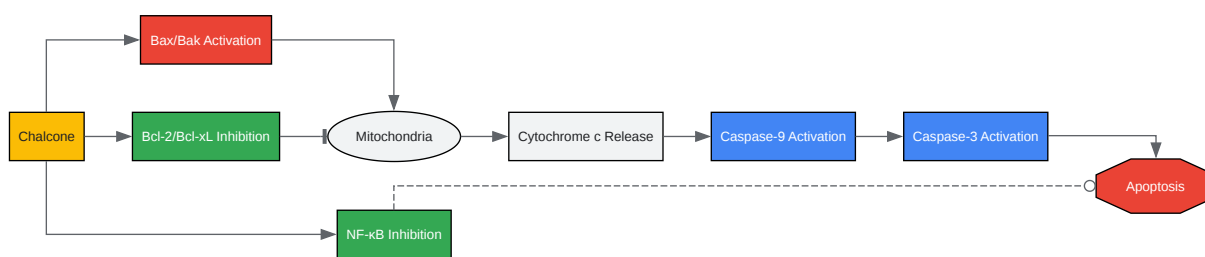 Bax/Bak Activation
Chalcone
Bcl-2/Bcl-xL Inhibition
Mitochondria
Cytochrome c Release
Caspase-9 Activation
Caspase-3 Activation
Apoptosis
NF-κB Inhibition